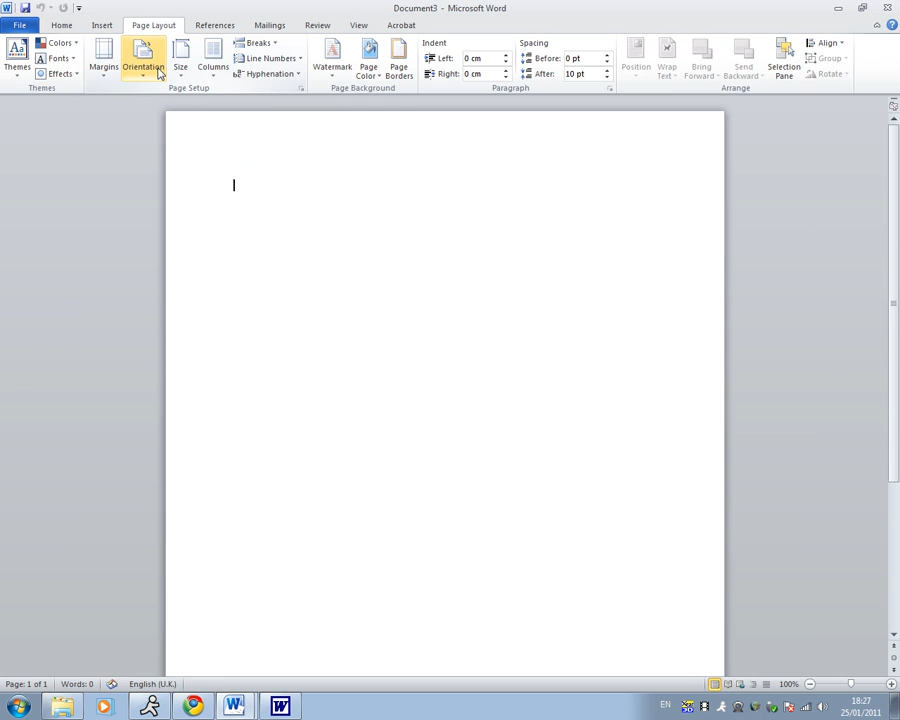 Document3 - Microsoft Word
File Home Insert Page Layout References Mailings Review View Acrobat
Themes
Colors
Fonts
Effects
Themes
Margins Orientation Size Columns
Breaks
Line Numbers
Hyphenation
Page Setup
Watermark
Page Color
Page Borders
Page Background
Indent
Left: 0 cm
Right: 0 cm
Spacing
Before: 0 pt
After: 10 pt
Paragraph
Position
Wrap Text
Bring Forward
Send Backward
Selection Pane
Align
Group
Rotate
Arrange
Page: 1 of 1 Words: 0 English (U.K.) 100%
EN 18:27
25/01/2011